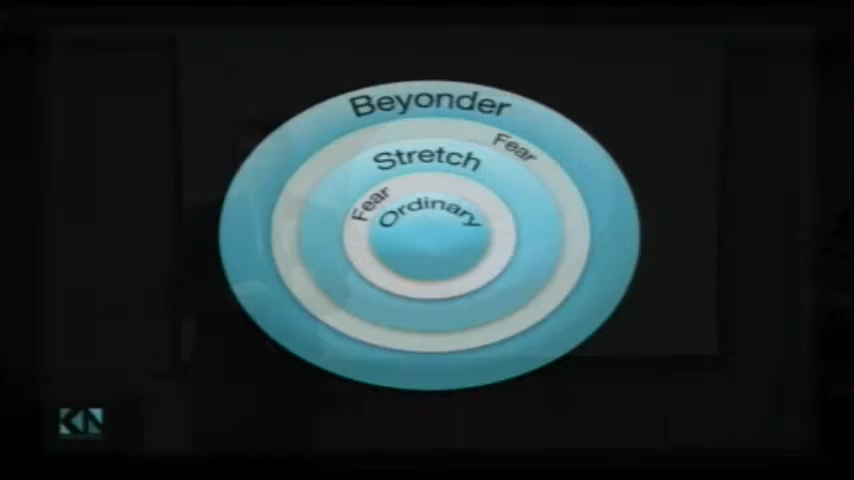 Beyonder
Fear
Stretch
Fear
Ordinary
KN